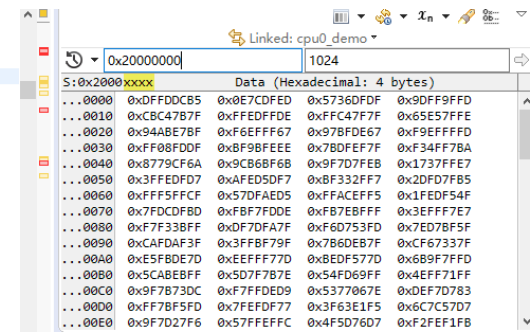 Linked: cpu0_demo
0x20000000 1024
S:0x2000xxxx Data (Hexadecimal: 4 bytes)
...0000 0xDFFDDCB5 0x0E7CDFED 0x5736DFDF 0x9DFF9FFD
...0010 0xCBC47B7F 0xFFEDFFDE 0xFFC47F7F 0x65E57FFE
...0020 0x94ABE7BF 0xF6EFFF67 0x97BFDE67 0xF9EFFFFD
...0030 0xFF08FDDF 0xBF9BFEEE 0x7BDFEF7F 0xF34FF7BA
...0040 0x8779CF6A 0x9CB6BF6B 0x9F7D7FEB 0x1737FFE7
...0050 0x3FFEDFD7 0xAFED5DF7 0xBF332FF7 0x2DFD7FB5
...0060 0xFFF5FFCF 0x57DFAED5 0xFFACEFF5 0x1FEDF54F
...0070 0x7FDCDFBD 0xFBF7FDDE 0xFB7EBFFF 0x3EFFF7E7
...0080 0xF7F33BFF 0xDF7DFA7F 0xF6D753FD 0x7ED7BF5F
...0090 0xCAFDAF3F 0x3FFBF79F 0x7B6DEB7F 0xCF67337F
...00A0 0xE5FBDE7D 0xEEFFFF77D 0xBEDF577D 0x6B9F7FFD
...00B0 0x5CABEBFF 0x5D7F7B7E 0x54FD69FF 0x4EFF71FF
...00C0 0x9F7B73DC 0xF7FFDED9 0x5377067E 0xDEF7D783
...00D0 0xFF7BF5FD 0x7FEFDF77 0x3F63E1F5 0x6C7C57D7
...00E0 0x9F7D27F6 0x57FFEFFC 0x4F5D76D7 0xF2FEF1FB